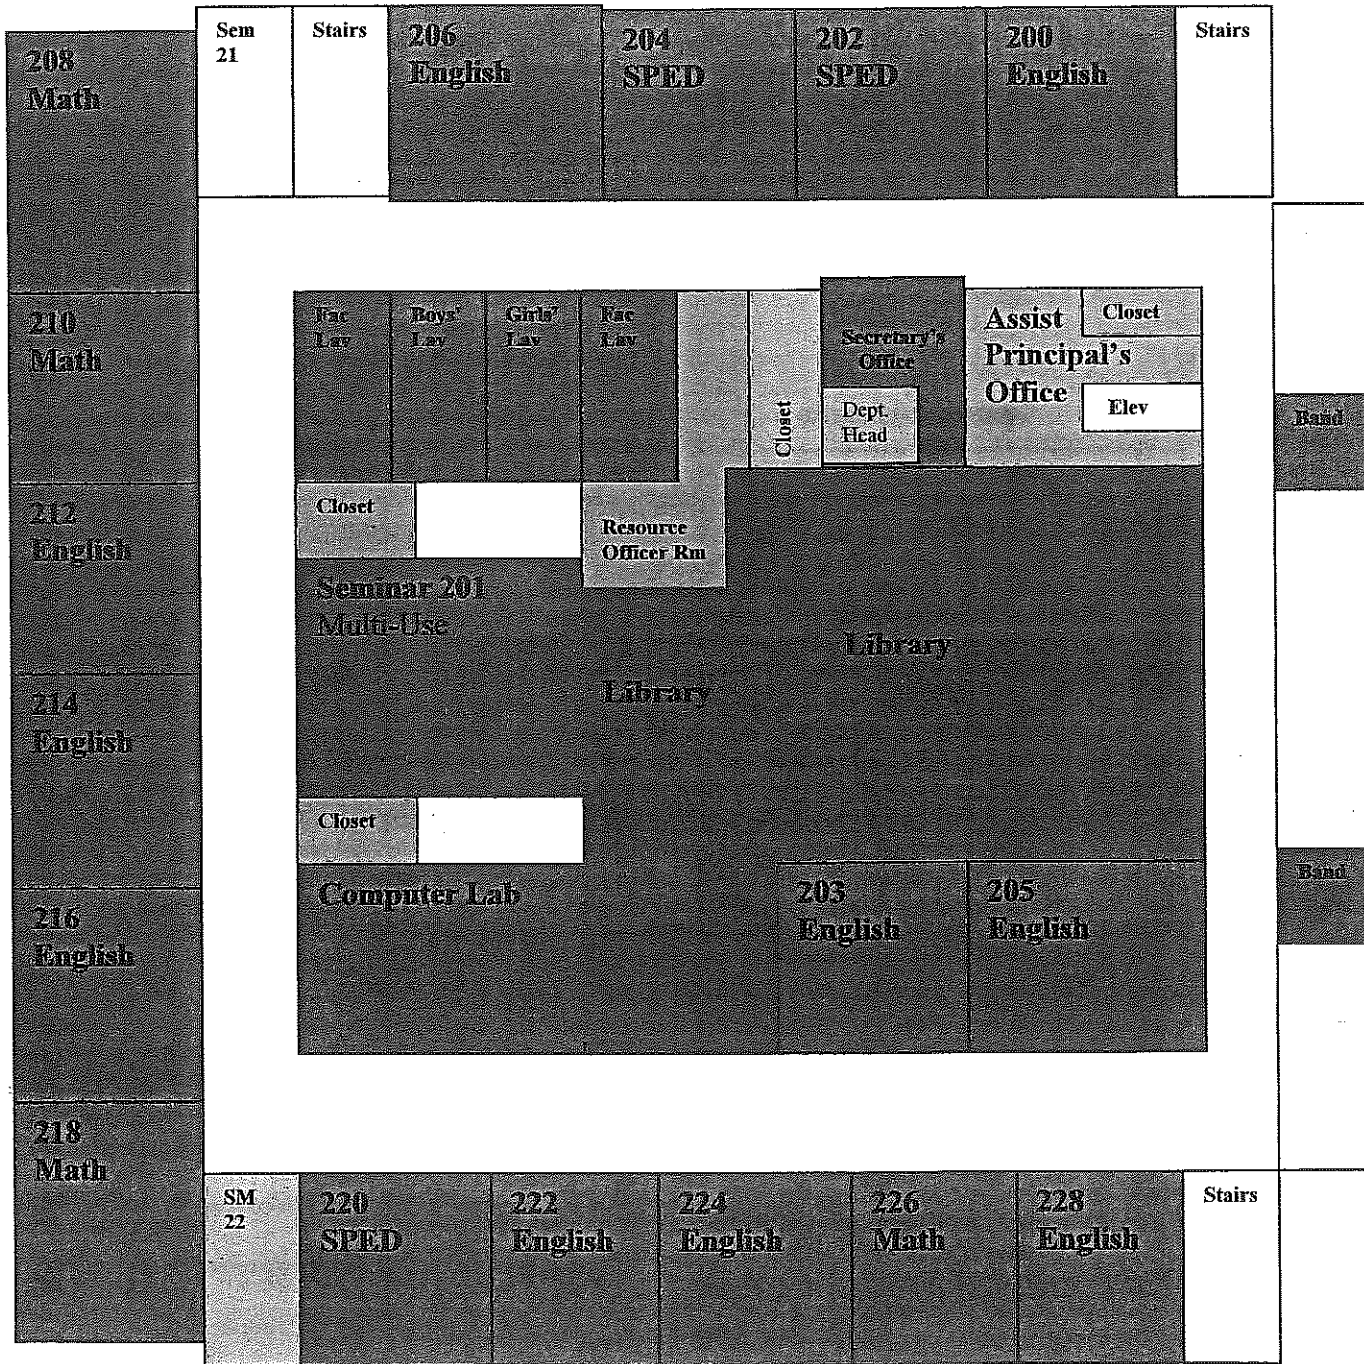 208
Math
Sem
21
Stairs
206
English
204
SPED
202
SPED
200
English
Stairs
210
Math
212
English
214
English
216
English
218
Math
Fac
Lav
Boys'
Lav
Girls'
Lav
Fac
Lav
Closet
Secretary's
Office
Dept.
Head
Assist
Principal's
Office
Closet
Elev
Band
Closet
Resource
Officer Rm
Seminar 201
Multi-Use
Library
Library
Closet
Computer Lab
203
English
205
English
Band
SM
22
220
SPED
222
English
224
English
226
Math
228
English
Stairs